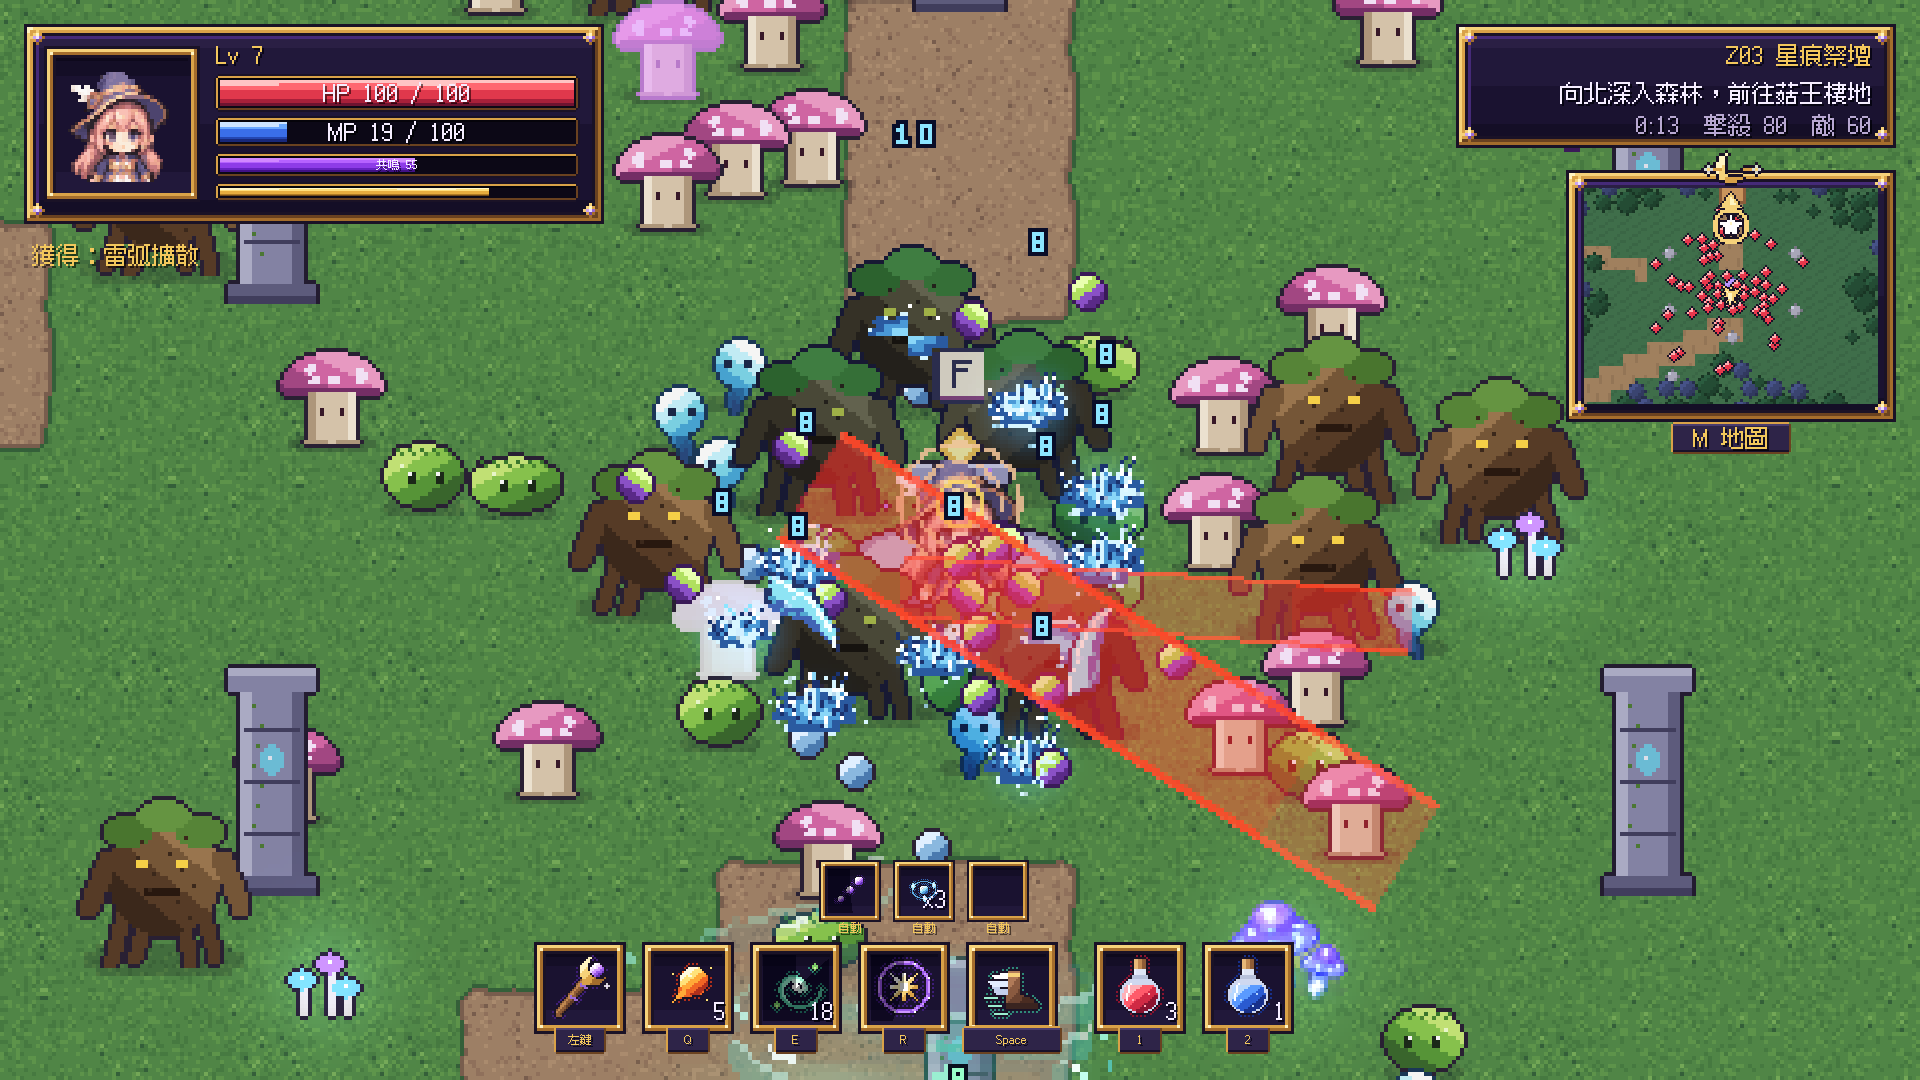 Lv 7
HP 100 / 100
MP 19 / 100
共鳴 55
獲得：雷弧擴散
Z03 星痕祭壇
向北深入森林，前往菇王棲地
0:13 擊殺 80 敵 60
M 地圖
10
8
8
8
8
8
8
8
8
8
F
x3
自動
自動
自動
5
18
3
1
左鍵
Q
E
R
Space
1
2
8